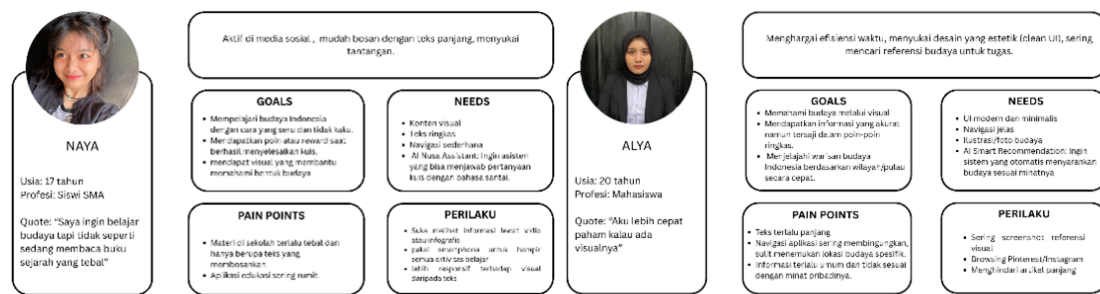 NAYA
Usia: 17 tahun
Profesi: Siswi SMA
Quote: “Saya ingin belajar
budaya tapi tidak seperti
sedang membaca buku
sejarah yang tebal”
Aktif di media sosial , mudah bosan dengan teks panjang, menyukai
tantangan.
GOALS
• Mempelajari budaya Indonesia
dengan cara yang seru dan tidak kaku.
• Mendapatkan poin atau reward saat
berhasil menyelesaikan kuis.
• mendapat visual yang membantu
memahami bentuk budaya
NEEDS
• Konten visual
• Teks ringkas
• Navigasi sederhana
• AI Nusa Assistant: Ingin asisten
yang bisa menjawab pertanyaan
kuis dengan bahasa santai.
PAIN POINTS
• Materi di sekolah terlalu tebal dan
hanya berupa teks yang
membosankan
• Aplikasi edukasi sering rumit.
PERILAKU
• Suka melihat informasi lewat vidio
atau infografis
• pakai smartphone untuk hampir
semua aktivitas belajar
• lebih responsif terhadap visual
daripada teks
ALYA
Usia: 20 tahun
Profesi: Mahasiswa
Quote: “Aku lebih cepat
paham kalau ada
visualnya”
Menghargai efisiensi waktu, menyukai desain yang estetik (clean UI), sering
mencari referensi budaya untuk tugas.
GOALS
• Memahami budaya melalui visual
• Mendapatkan informasi yang akurat
namun tersaji dalam poin-poin
ringkas.
• Menjelajahi warisan budaya
Indonesia berdasarkan wilayah/pulau
secara cepat.
NEEDS
• UI modern dan minimalis
• Navigasi jelas
• Ilustrasi/foto budaya
• AI Smart Recommendation: Ingin
sistem yang otomatis menyarankan
budaya sesuai minatnya
PAIN POINTS
• Teks terlalu panjang
• Navigasi aplikasi sering membingungkan,
sulit menemukan lokasi budaya spesifik.
• Informasi terlalu umum dan tidak sesuai
dengan minat pribadinya.
PERILAKU
• Sering screenshot referensi
visual
• Browsing Pinterest/Instagram
• Menghindari artikel panjang